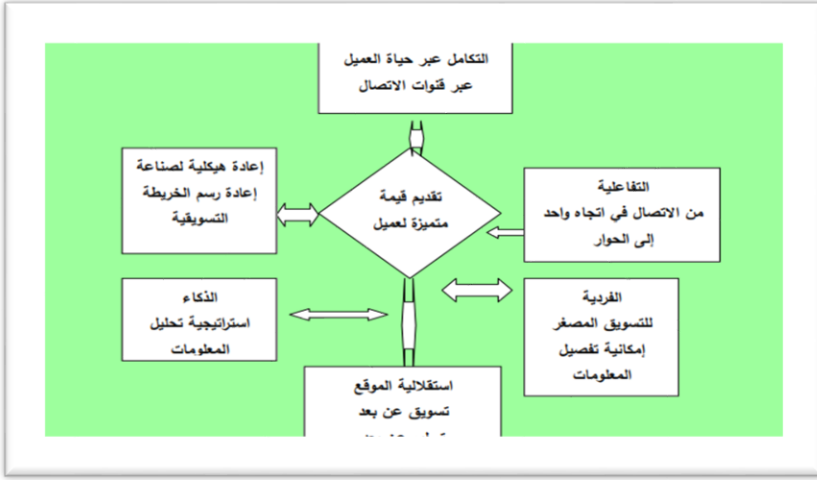 التكامل عبر حياة العميل
عبر قنوات الاتصال
إعادة هيكلية لصناعة
إعادة رسم الخريطة
التسويقية
تقديم قيمة
متميزة لعميل
التفاعلية
من الاتصال في اتجاه واحد
إلى الحوار
الذكاء
استراتيجية تحليل
المعلومات
الفردية
للتسويق المصغر
إمكانية تفصيل
المعلومات
استقلالية الموقع
تسويق عن بعد